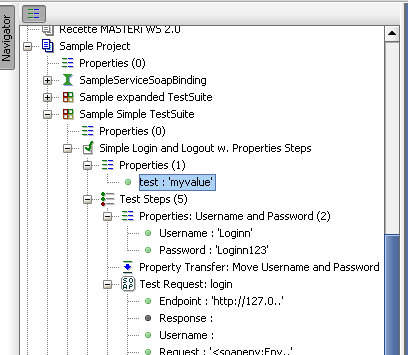 Navigator
Recette MASTERi WS 2.0
Sample Project
Properties (0)
SampleServiceSoapBinding
Sample expanded TestSuite
Sample Simple TestSuite
Properties (0)
Simple Login and Logout w. Properties Steps
Properties (1)
test : 'myvalue'
Test Steps (5)
Properties: Username and Password (2)
Username : 'Loginn'
Password : 'Loginn123'
Property Transfer: Move Username and Password
SOAP
Test Request: login
Endpoint : 'http://127.0..'
Response :
Username :
Request : '<soapenv:Env..'